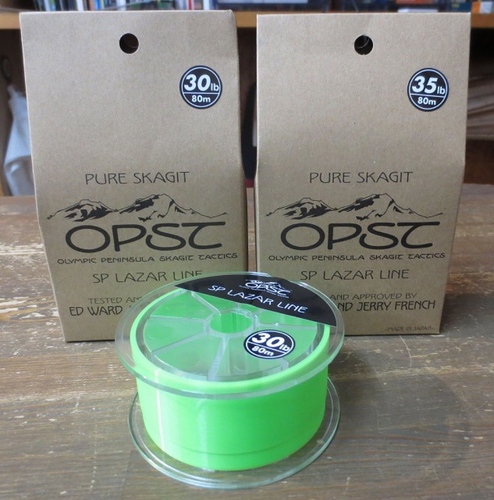 30lb
80m
PURE SKAGIT
OPST
OLYMPIC PENINSULA SKAGIT TACTICS
SP LAZAR LINE
TESTED AN
ED WARD
35lb
80m
PURE SKAGIT
OPST
OLYMPIC PENINSULA SKAGIT TACTICS
SP LAZAR LINE
AND APPROVED BY
ND JERRY FRENCH
OPST
SP LAZAR LINE
30lb
80m